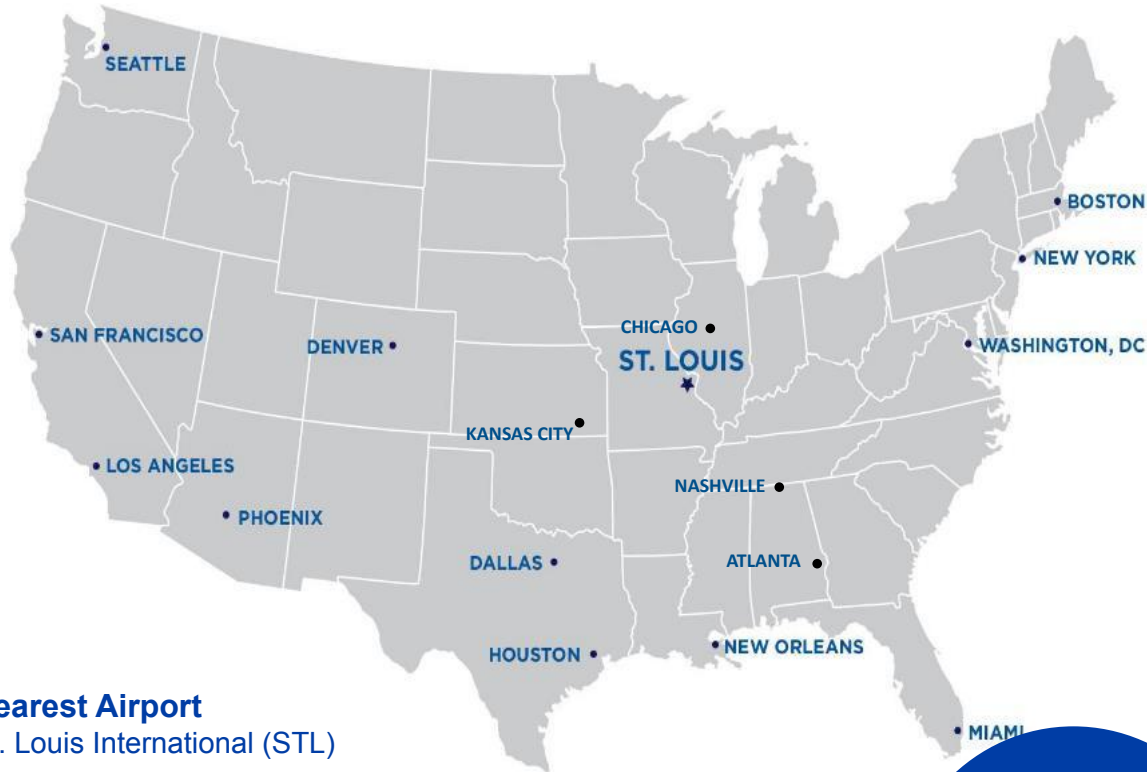 SEATTLE
BOSTON
NEW YORK
CHICAGO
SAN FRANCISCO
DENVER
WASHINGTON, DC
ST. LOUIS
KANSAS CITY
LOS ANGELES
NASHVILLE
PHOENIX
DALLAS
ATLANTA
NEW ORLEANS
HOUSTON
earest Airport
. Louis International (STL)
MIAMI